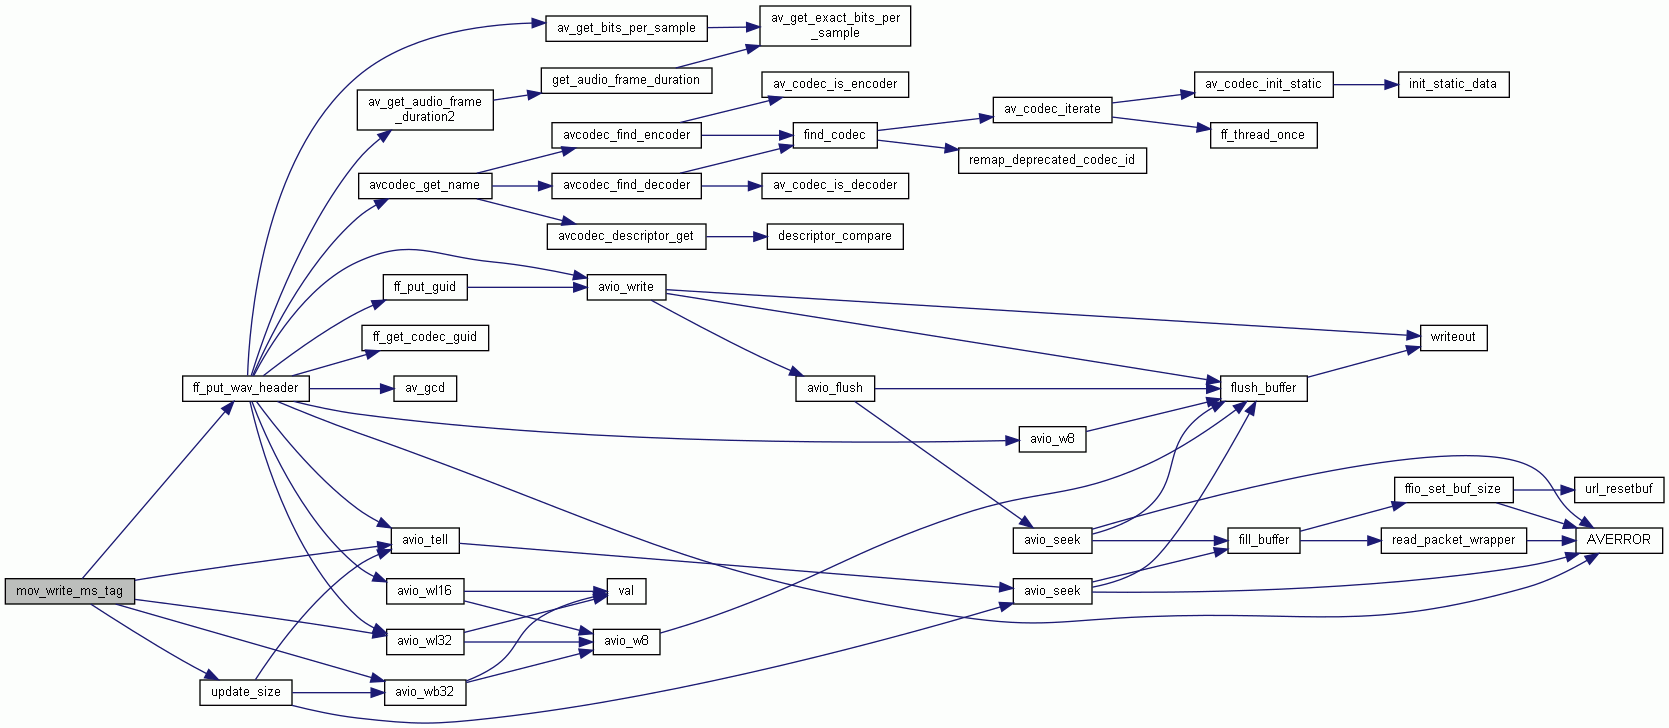 av_get_bits_per_sample
av_get_exact_bits_per
_sample
get_audio_frame_duration
av_codec_is_encoder
av_codec_init_static
init_static_data
av_get_audio_frame
_duration2
av_codec_iterate
avcodec_find_encoder
find_codec
ff_thread_once
remap_deprecated_codec_id
avcodec_get_name
avcodec_find_decoder
av_codec_is_decoder
avcodec_descriptor_get
descriptor_compare
ff_put_guid
avio_write
ff_get_codec_guid
writeout
ff_put_wav_header
av_gcd
avio_flush
flush_buffer
avio_w8
ffio_set_buf_size
url_resetbuf
avio_tell
avio_seek
fill_buffer
read_packet_wrapper
AVERROR
mov_write_ms_tag
avio_wl16
val
avio_seek
avio_wl32
avio_w8
update_size
avio_wb32